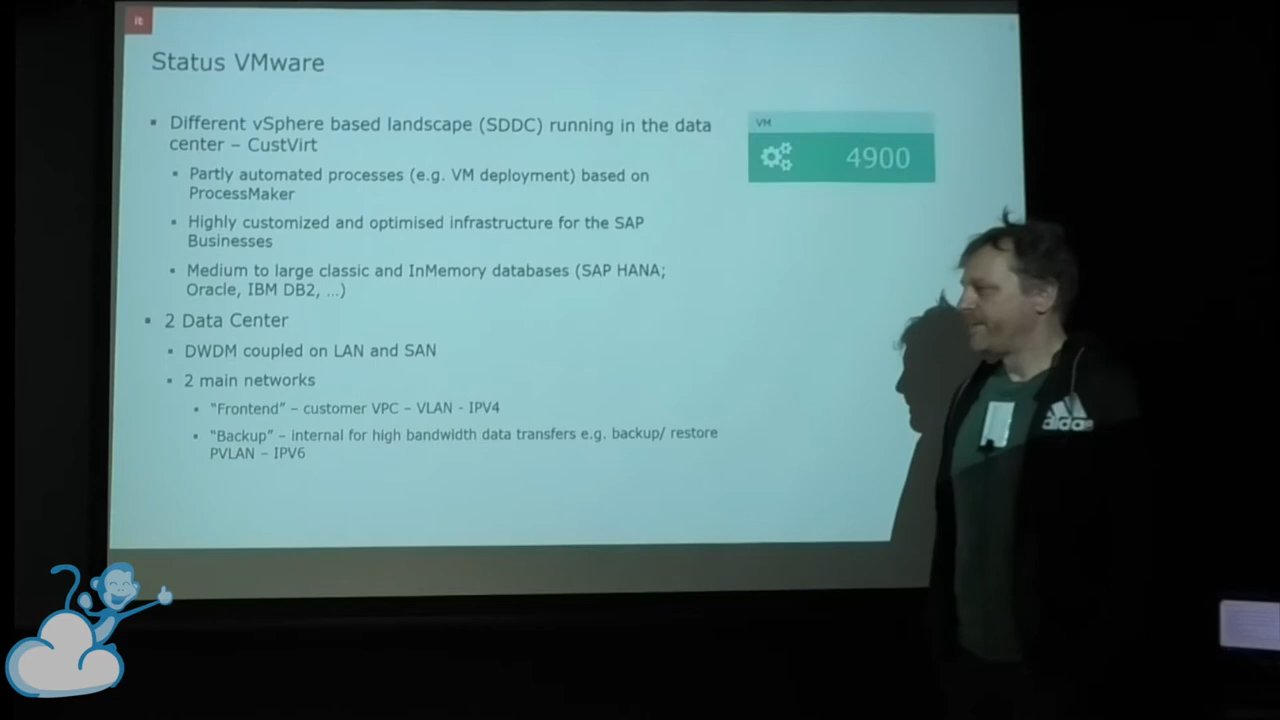 it
Status VMware
▪ Different vSphere based landscape (SDDC) running in the data
center – CustVirt
▪ Partly automated processes (e.g. VM deployment) based on
ProcessMaker
▪ Highly customized and optimised infrastructure for the SAP
Businesses
▪ Medium to large classic and InMemory databases (SAP HANA;
Oracle, IBM DB2, ...)
▪ 2 Data Center
▪ DWDM coupled on LAN and SAN
▪ 2 main networks
▪ “Frontend” – customer VPC – VLAN - IPV4
▪ “Backup” – internal for high bandwidth data transfers e.g. backup/ restore
PVLAN – IPV6
VM
4900
adidas